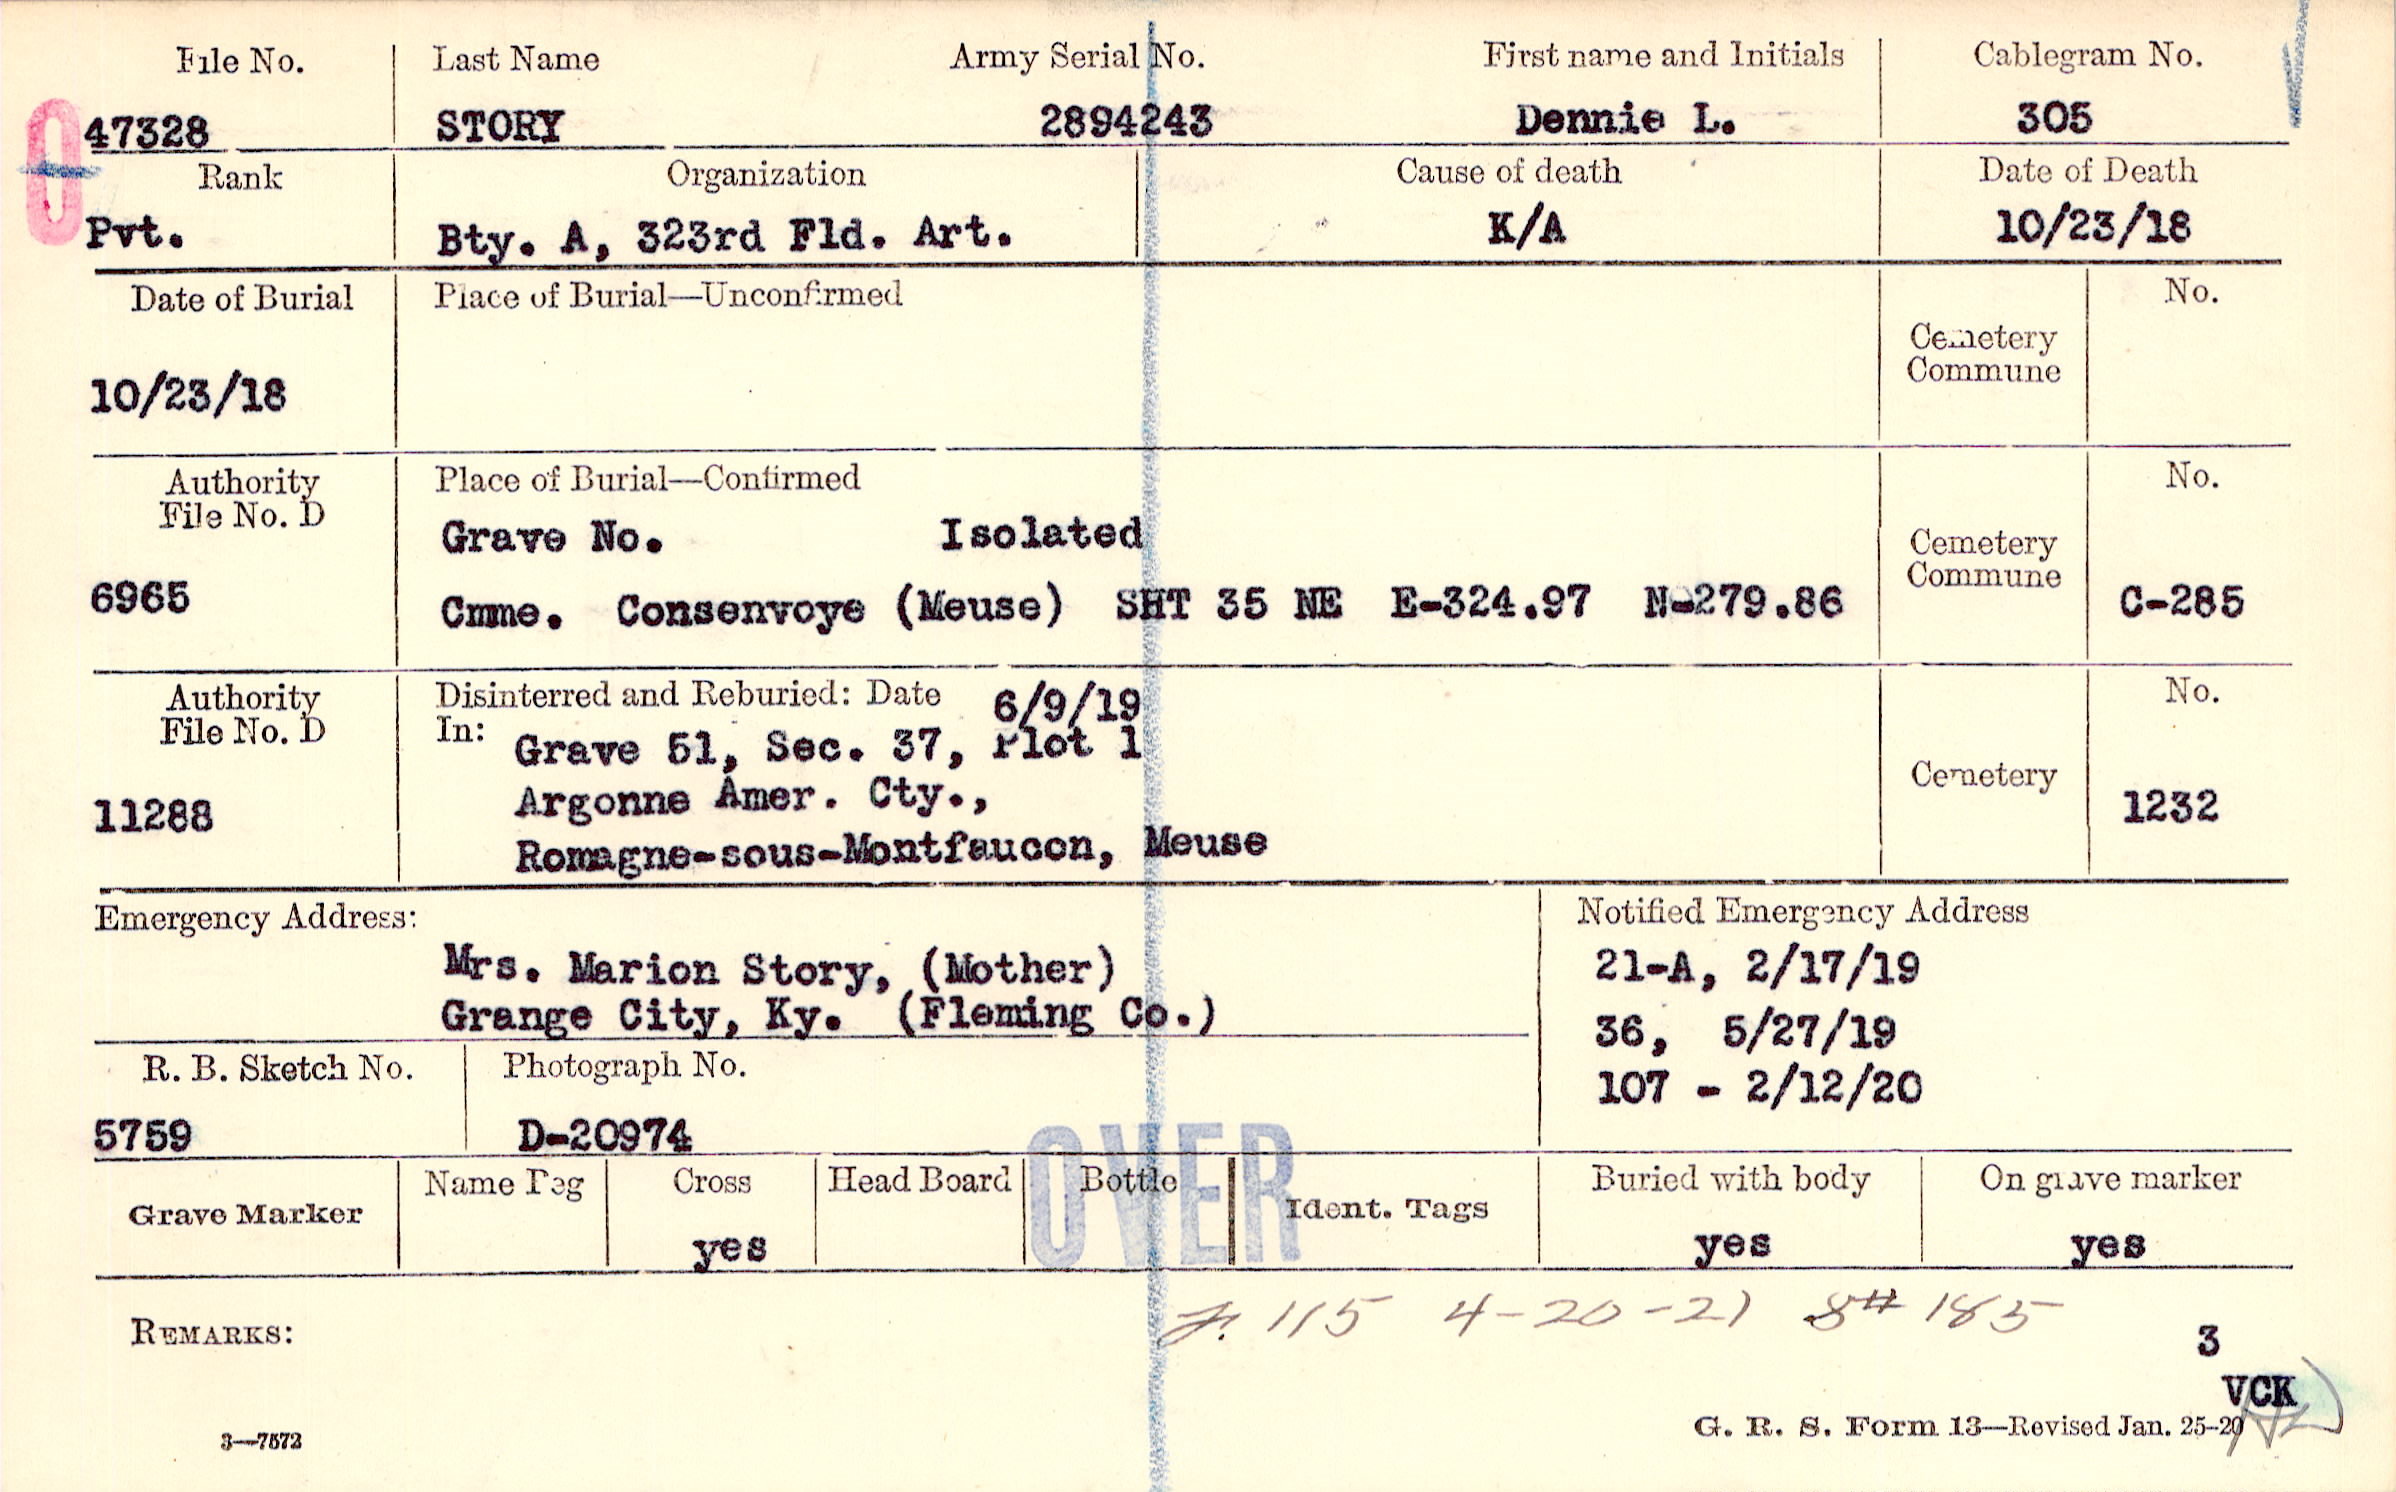 File No. Last Name Army Serial No. First name and Initials Cablegram No.
47328 STORY 2894243 Dennie L. 305
Rank Organization Cause of death Date of Death
Pvt. Bty. A, 323rd Fld. Art. K/A 10/23/18
Date of Burial Place of Burial—Unconfirmed No.
Cemetery
Commune
10/23/18
Authority Place of Burial—Confirmed No.
File No. D
Grave No. Isolated
Cemetery
Commune
6965 Cmme. Consenvoye (Meuse) SHT 35 NE E-324.97 N-279.86 C-285
Authority Disinterred and Reburied: Date 6/9/19 No.
File No. D In: Grave 51, Sec. 37, Plot 1
Cemetery
11288 Argonne Amer. Cty., 1232
Romagne-sous-Montfaucon, Meuse
Emergency Address: Notified Emergency Address
Mrs. Marion Story, (Mother) 21-A, 2/17/19
Grange City, Ky. (Fleming Co.) 36, 5/27/19
R. B. Sketch No. Photograph No. 107 - 2/12/20
5759 D-20974
OVER
Grave Marker Name Peg Cross Head Board Bottle Ident. Tags Buried with body On grave marker
yes yes yes
115 4-20-21 S# 185
REMARKS: 3
VCK
3—7572 G. R. S. Form 13—Revised Jan. 25-20